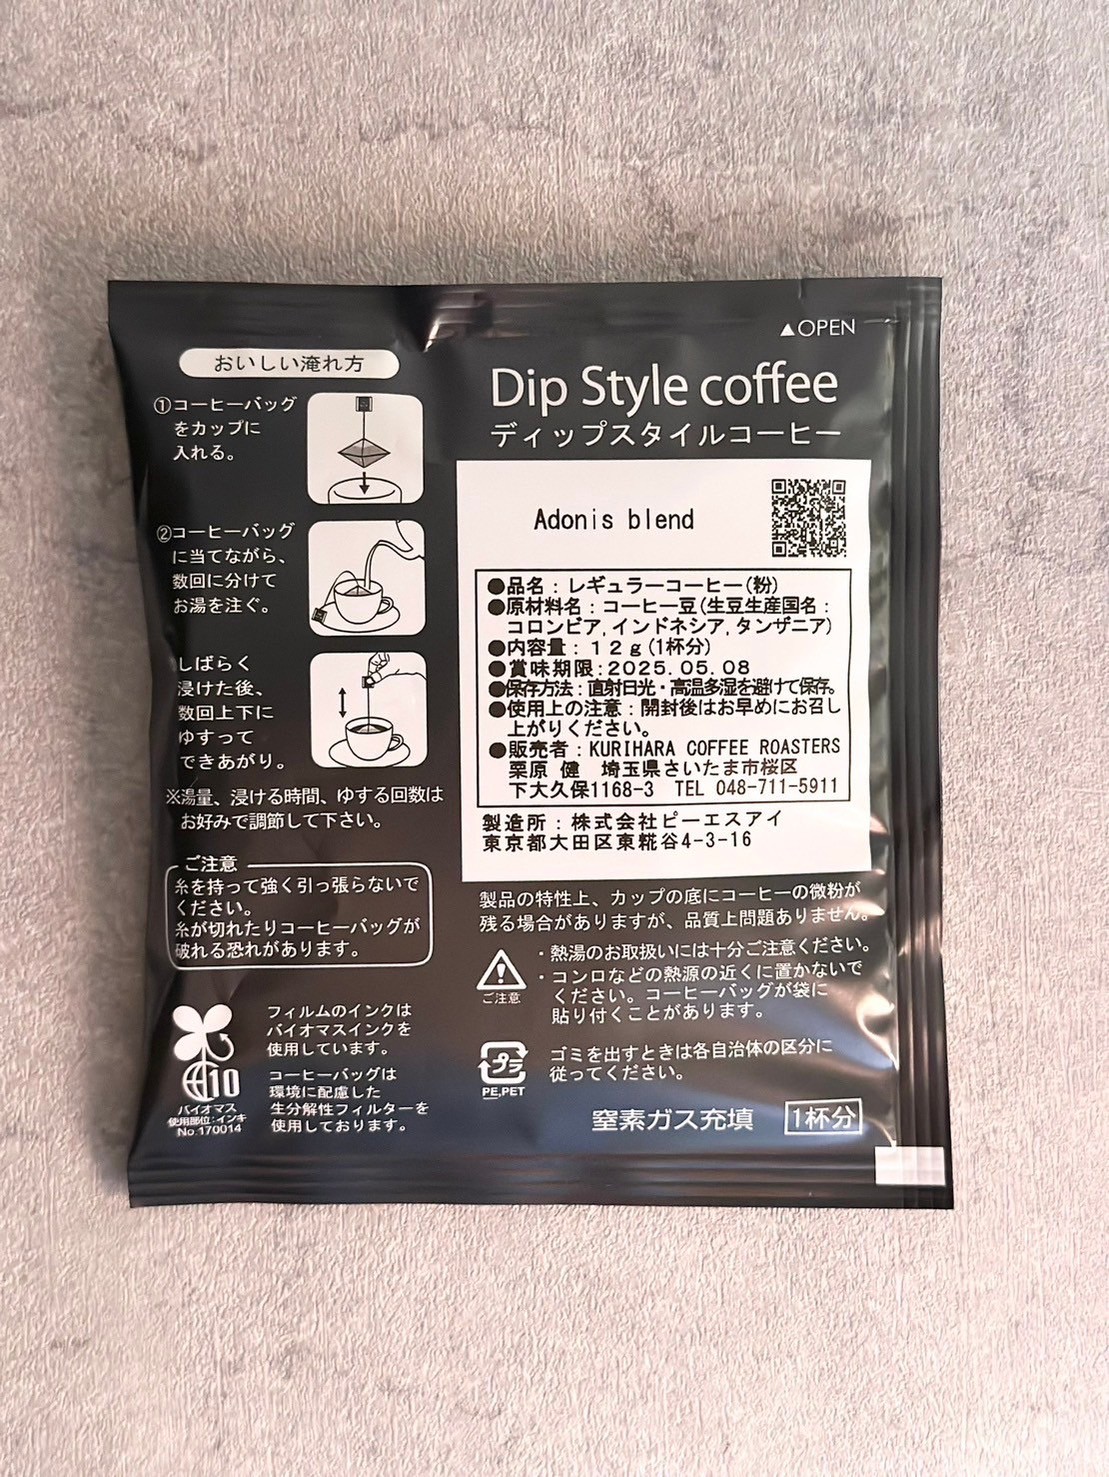 ▲OPEN
おいしい淹れ方
①コーヒーバッグ
をカップに
入れる。
②コーヒーバッグ
に当てながら、
数回に分けて
お湯を注ぐ。
しばらく
浸けた後、
数回上下に
ゆすって
できあがり。
※湯量、浸ける時間、ゆする回数は
お好みで調節して下さい。
ご注意
糸を持って強く引っ張らないで
ください。
糸が切れたりコーヒーバッグが
破れる恐れがあります。
10
バイオマス
使用部位:インキ
No.170014
フィルムのインクは
バイオマスインクを
使用しています。
コーヒーバッグは
環境に配慮した
生分解性フィルターを
使用しております。
Dip Style coffee
ディップスタイルコーヒー
Adonis blend
●品名：レギュラーコーヒー(粉)
●原材料名：コーヒー豆(生豆生産国名：
コロンビア,インドネシア,タンザニア)
●内容量：１２ｇ(1杯分)
●賞味期限:2025.05.08
●保存方法：直射日光・高温多湿を避けて保存。
●使用上の注意：開封後はお早めにお召し
上がりください。
●販売者：KURIHARA COFFEE ROASTERS
栗原 健 埼玉県さいたま市桜区
下大久保1168-3 TEL 048-711-5911
製造所：株式会社ピーエスアイ
東京都大田区東糀谷4-3-16
製品の特性上、カップの底にコーヒーの微粉が
残る場合がありますが、品質上問題ありません。
ご注意
・熱湯のお取扱いには十分ご注意ください。
・コンロなどの熱源の近くに置かないで
ください。コーヒーバッグが袋に
貼り付くことがあります。
プラ
PE,PET
ゴミを出すときは各自治体の区分に
従ってください。
窒素ガス充填 1杯分